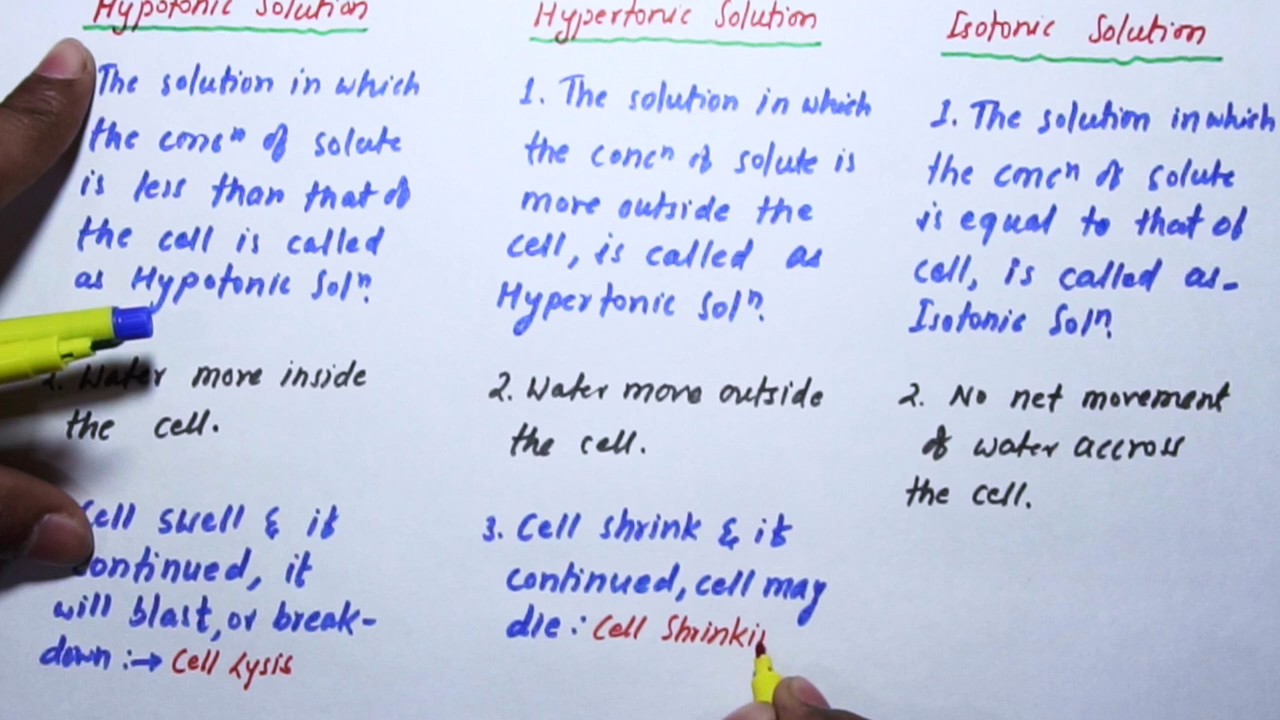 Hypotonic Solution
The solution in which
the concⁿ of solute
is less than that of
the cell is called
as Hypotonic Solⁿ.
Water more inside
the cell.
Cell swell & if
continued, it
will blast, or break-
down :→ Cell Lysis
Hypertonic Solution
1. The solution in which
the concⁿ of solute is
more outside the
cell, is called as
Hypertonic Solⁿ.
2. Water move outside
the cell.
3. Cell shrink & if
continued, cell may
die : Cell Shrinki
Isotonic Solution
1. The solution in which
the concⁿ of solute
is equal to that of
cell, is called as-
Isotonic Solⁿ.
2. No net movement
of water accross
the cell.